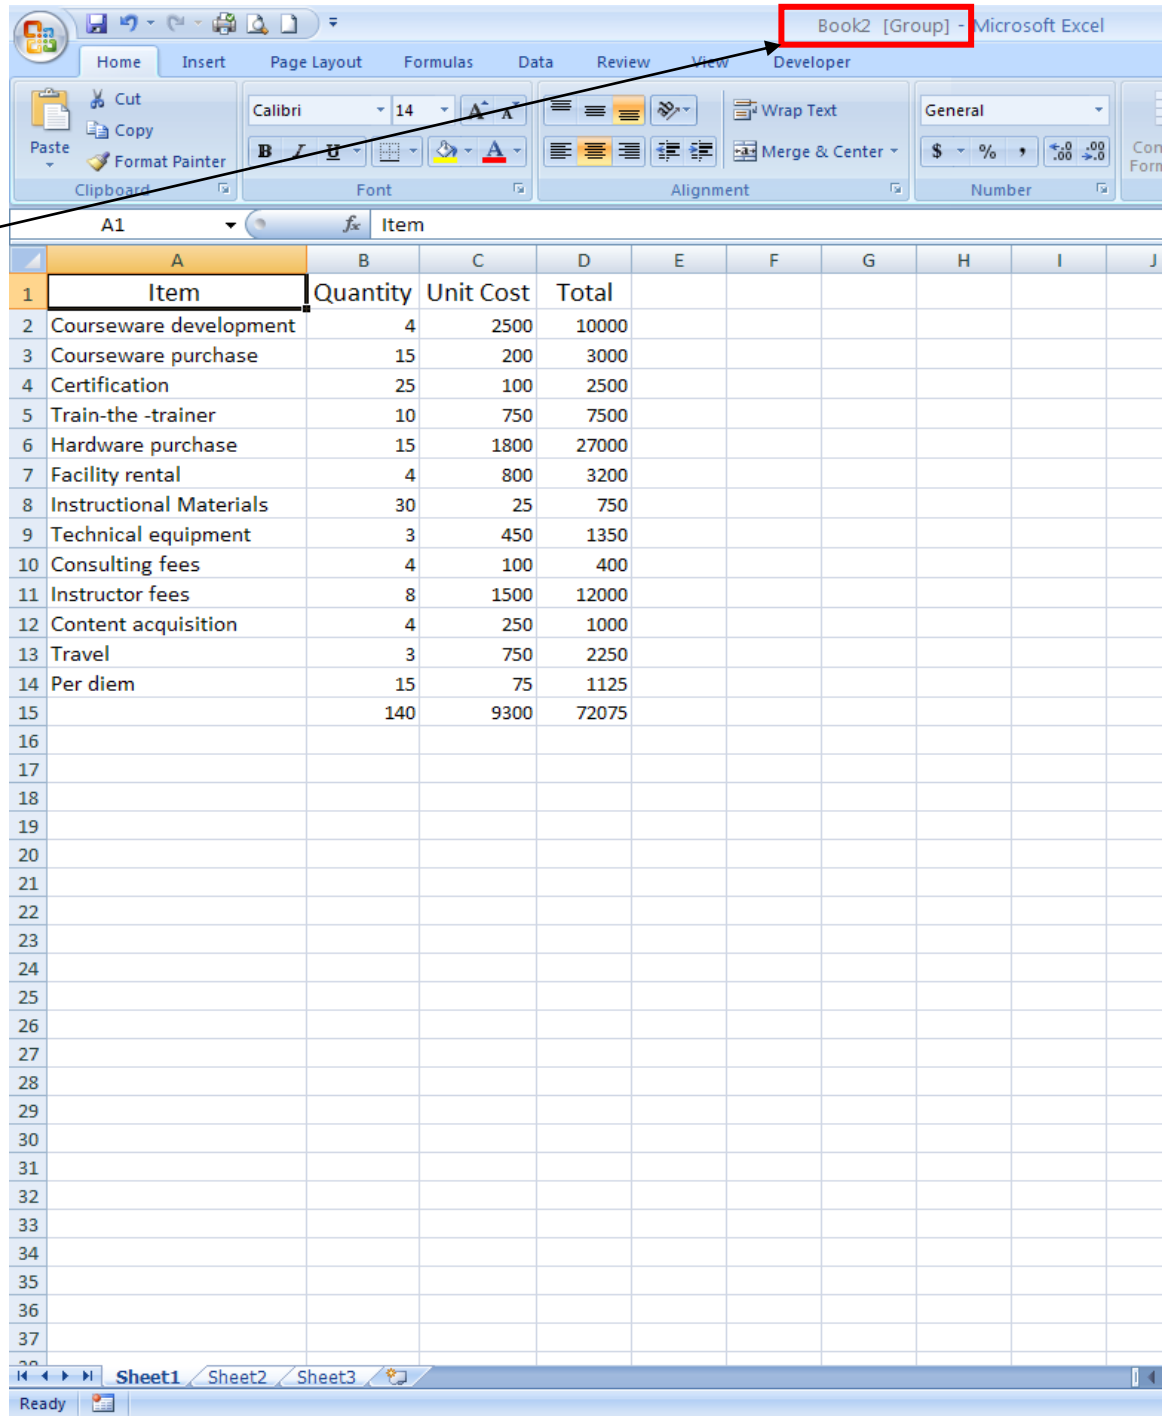 Book2 [Group] - Microsoft Excel
Home Insert Page Layout Formulas Data Review View Developer
Cut
Calibri 14 A A Wrap Text General
Copy
Paste
Format Painter B I U A Merge & Center $ % , .0 .00 .00 .0 Con
Form
Clipboard Font Alignment Number
A1 fx Item
A B C D E F G H I J
1 Item Quantity Unit Cost Total
2 Courseware development 4 2500 10000
3 Courseware purchase 15 200 3000
4 Certification 25 100 2500
5 Train-the -trainer 10 750 7500
6 Hardware purchase 15 1800 27000
7 Facility rental 4 800 3200
8 Instructional Materials 30 25 750
9 Technical equipment 3 450 1350
10 Consulting fees 4 100 400
11 Instructor fees 8 1500 12000
12 Content acquisition 4 250 1000
13 Travel 3 750 2250
14 Per diem 15 75 1125
15 140 9300 72075
16
17
18
19
20
21
22
23
24
25
26
27
28
29
30
31
32
33
34
35
36
37
Sheet1 Sheet2 Sheet3
Ready